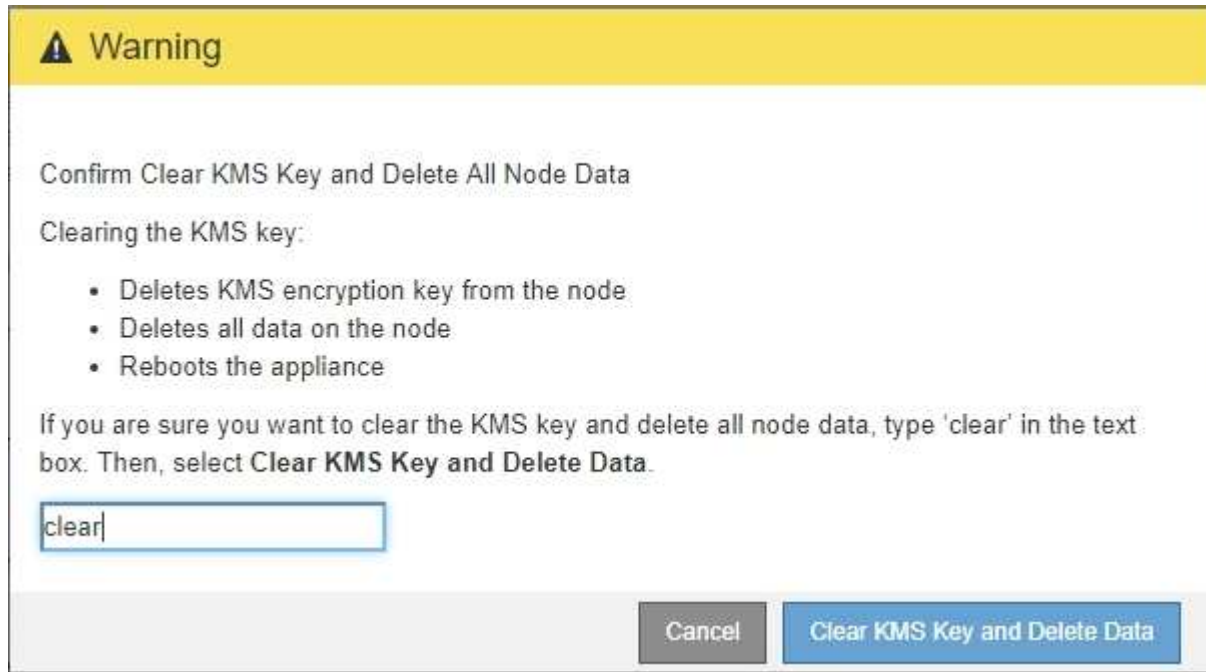 Warning
Confirm Clear KMS Key and Delete All Node Data
Clearing the KMS key:
• Deletes KMS encryption key from the node
• Deletes all data on the node
• Reboots the appliance
If you are sure you want to clear the KMS key and delete all node data, type ‘clear’ in the text
box. Then, select Clear KMS Key and Delete Data.
clear
Cancel
Clear KMS Key and Delete Data